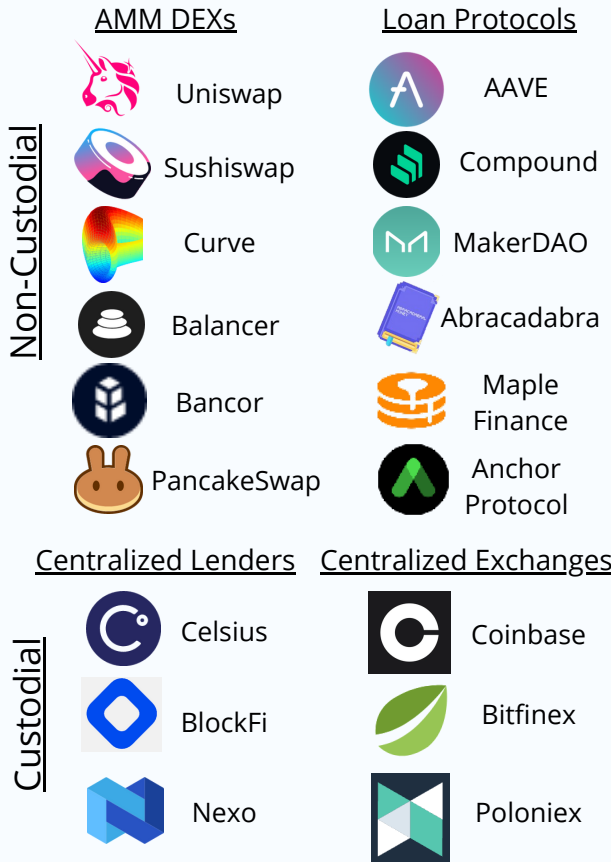 AMM DEXs
Loan Protocols
Non-Custodial
Uniswap
AAVE
Sushiswap
Compound
Curve
MakerDAO
Balancer
Abracadabra
Bancor
Maple
Finance
PancakeSwap
Anchor
Protocol
Centralized Lenders
Centralized Exchanges
Custodial
Celsius
Coinbase
BlockFi
Bitfinex
Nexo
Poloniex